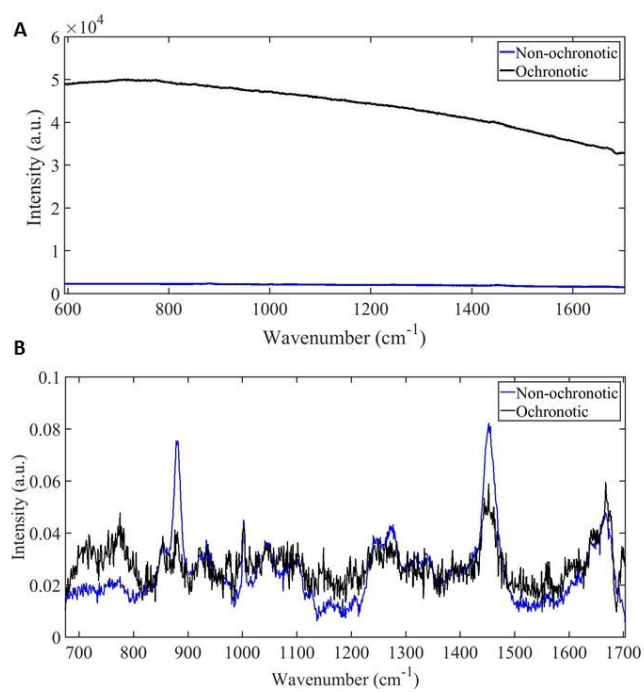 A
×10⁴
Non-ochronotic
Ochronotic
6
5
4
3
2
1
0
Intensity (a.u.)
600 800 1000 1200 1400 1600
Wavenumber (cm⁻¹)
B
Non-ochronotic
Ochronotic
0.1
0.08
0.06
0.04
0.02
0
Intensity (a.u.)
700 800 900 1000 1100 1200 1300 1400 1500 1600 1700
Wavenumber (cm⁻¹)